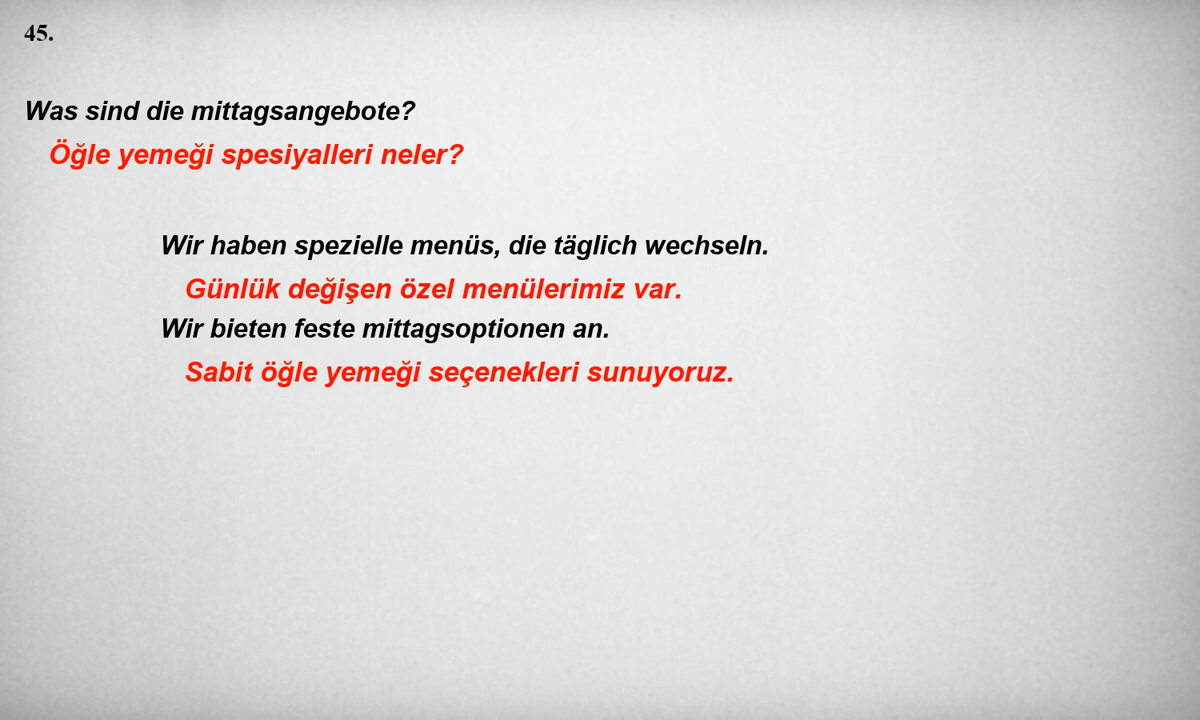 45.
Was sind die mittagsangebote?
Öğle yemeği spesiyalleri neler?
Wir haben spezielle menüs, die täglich wechseln.
Günlük değişen özel menülerimiz var.
Wir bieten feste mittagsoptionen an.
Sabit öğle yemeği seçenekleri sunuyoruz.